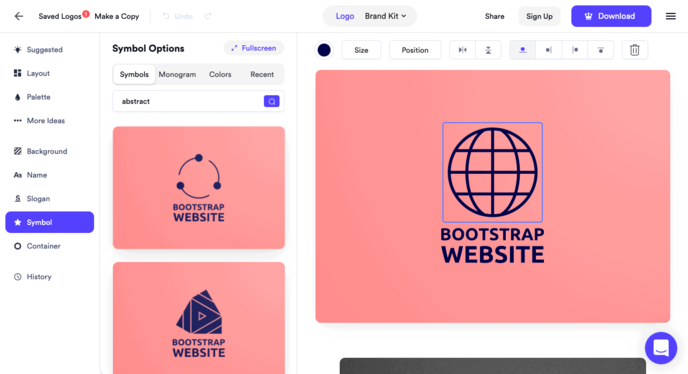 Saved Logos 1 Make a Copy Undo Logo Brand Kit Share Sign Up Download
Suggested
Layout
Palette
More Ideas
Background
Aa Name
Slogan
Symbol
Container
History
Symbol Options Fullscreen
Symbols Monogram Colors Recent
abstract
BOOTSTRAP
WEBSITE
BOOTSTRAP
WEBSITE
Size Position
BOOTSTRAP
WEBSITE